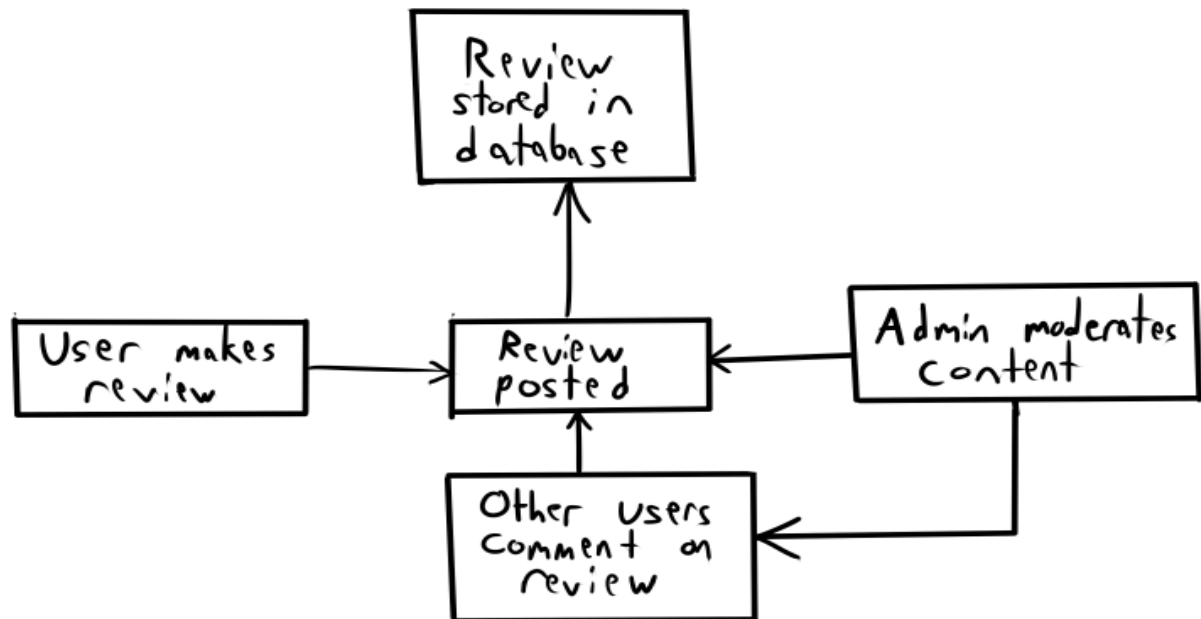 Review
stored in
database
User makes
review
Review
posted
Admin moderates
content
Other users
comment on
review